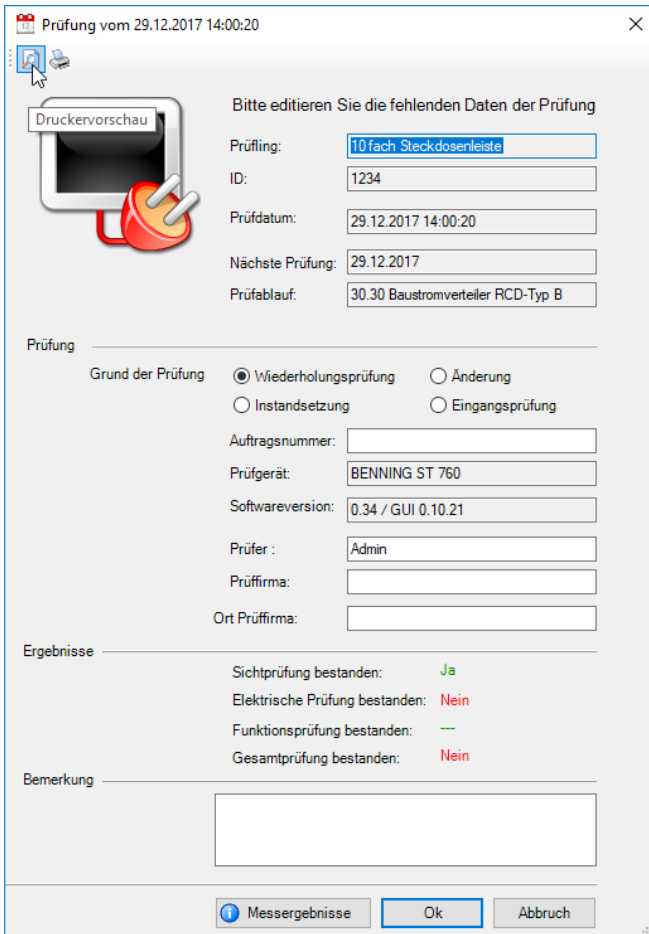 Prüfung vom 29.12.2017 14:00:20
Druckervorschau
Bitte editieren Sie die fehlenden Daten der Prüfung
Prüfling: 10 fach Steckdosenleiste
ID: 1234
Prüfdatum: 29.12.2017 14:00:20
Nächste Prüfung: 29.12.2017
Prüfablauf: 30.30 Baustromverteiler RCD-Typ B
Prüfung
Grund der Prüfung Wiederholungsprüfung Änderung
Instandsetzung Eingangsprüfung
Auftragsnummer:
Prüfgerät: BENNING ST 760
Softwareversion: 0.34 / GUI 0.10.21
Prüfer : Admin
Prüffirma:
Ort Prüffirma:
Ergebnisse
Sichtprüfung bestanden: Ja
Elektrische Prüfung bestanden: Nein
Funktionsprüfung bestanden: ---
Gesamtprüfung bestanden: Nein
Bemerkung
Messergebnisse Ok Abbruch